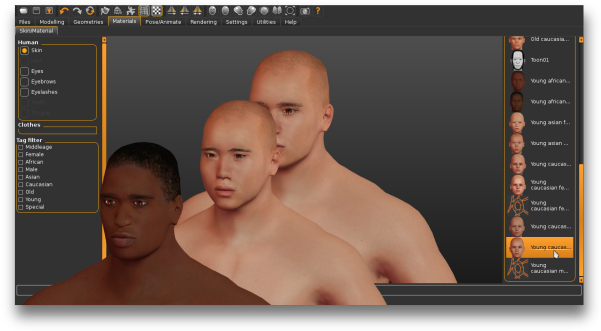 Files Modelling Geometries Materials Pose/Animate Rendering Settings Utilities Help
Skin/Material
Human
Skin
Eyes
Eyebrows
Eyelashes
Clothes
Tag filter
Middleage
Female
African
Male
Asian
Caucasian
Old
Young
Special
Old caucasia...
Toon01
Young african...
Young african...
Young asian f...
Young asian ...
Young caucas...
Young
caucasian fe...
Young
caucasian fe...
Young caucas...
Young caucas...
Young
caucasian m...